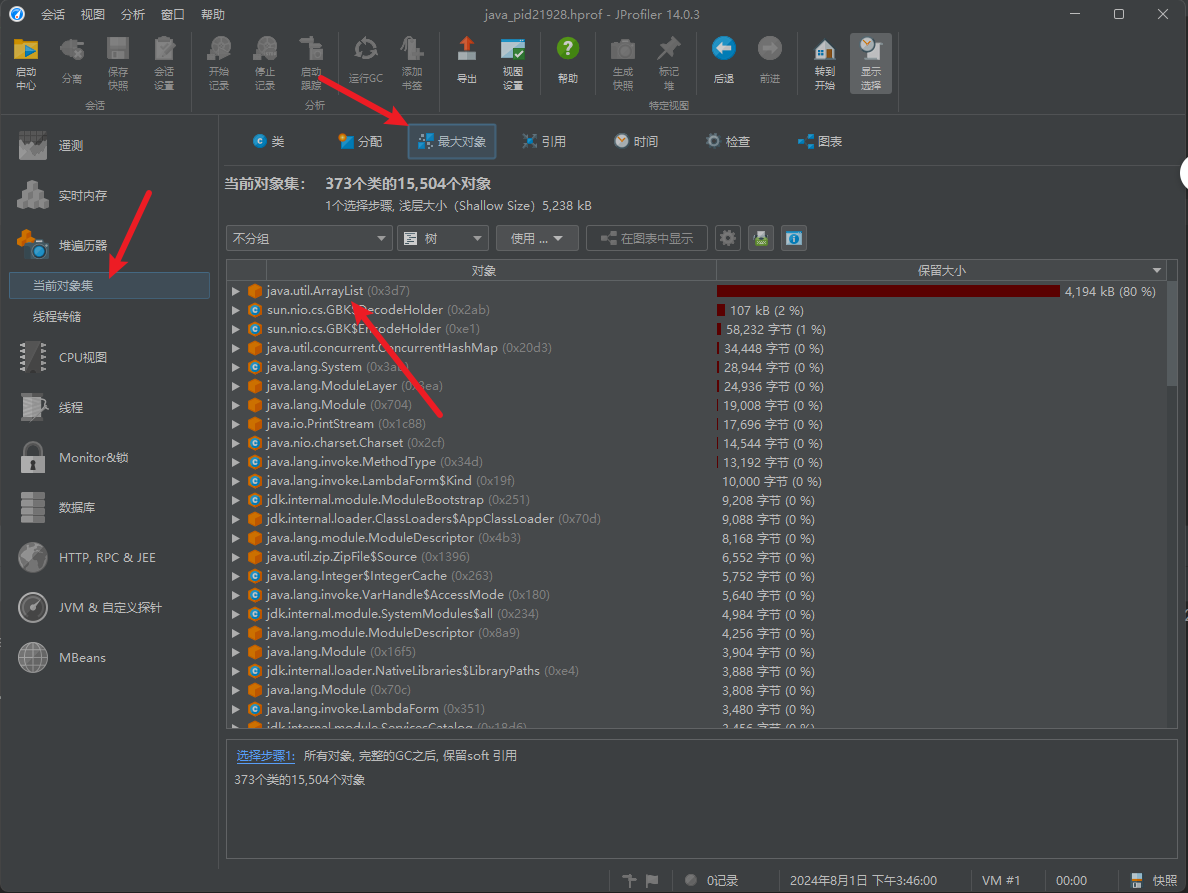 会话 视图 分析 窗口 帮助 java_pid21928.hprof - JProfiler 14.0.3
启动中心 分离 保存快照 会话设置 开始记录 停止记录 启动跟踪 运行GC 添加书签 导出 视图设置 帮助 生成快照 标记堆 后退 前进 转到开始 显示选择
会话 分析 特定视图
遥测
实时内存
堆遍历器
当前对象集
线程转储
CPU视图
线程
Monitor&锁
数据库
HTTP, RPC & JEE
JVM & 自定义探针
MBeans
类 分配 最大对象 引用 时间 检查 图表
当前对象集： 373个类的15,504个对象
1个选择步骤, 浅层大小（Shallow Size）5,238 kB
不分组 树 使用 ... 在图表中显示
对象 保留大小
java.util.ArrayList (0x3d7) 4,194 kB (80 %)
sun.nio.cs.GBK$DecodeHolder (0x2ab) 107 kB (2 %)
sun.nio.cs.GBK$EncodeHolder (0xe1) 58,232 字节 (1 %)
java.util.concurrent.ConcurrentHashMap (0x20d3) 34,448 字节 (0 %)
java.lang.System 28,944 字节 (0 %)
java.lang.ModuleLayer 24,936 字节 (0 %)
java.lang.Module (0x704) 19,008 字节 (0 %)
java.io.PrintStream (0x1c88) 17,696 字节 (0 %)
java.nio.charset.Charset (0x2cf) 14,544 字节 (0 %)
java.lang.invoke.MethodType (0x34d) 13,192 字节 (0 %)
java.lang.invoke.LambdaForm$Kind (0x19f) 10,000 字节 (0 %)
jdk.internal.module.ModuleBootstrap (0x251) 9,208 字节 (0 %)
jdk.internal.loader.ClassLoaders$AppClassLoader (0x70d) 9,088 字节 (0 %)
java.lang.module.ModuleDescriptor (0x4b3) 8,168 字节 (0 %)
java.util.zip.ZipFile$Source (0x1396) 6,552 字节 (0 %)
java.lang.Integer$IntegerCache (0x263) 5,752 字节 (0 %)
java.lang.invoke.VarHandle$AccessMode (0x180) 5,640 字节 (0 %)
jdk.internal.module.SystemModules$all (0x234) 4,984 字节 (0 %)
java.lang.module.ModuleDescriptor (0x8a9) 4,256 字节 (0 %)
java.lang.Module (0x16f5) 3,904 字节 (0 %)
jdk.internal.loader.NativeLibraries$LibraryPaths (0xe4) 3,888 字节 (0 %)
java.lang.Module (0x70c) 3,808 字节 (0 %)
java.lang.invoke.LambdaForm (0x351) 3,480 字节 (0 %)
jdk.internal.module.ServicesCatalog (0x18d6) 3,456 字节 (0 %)
选择步骤1: 所有对象, 完整的GC之后, 保留soft 引用
373个类的15,504个对象
0记录 2024年8月1日 下午3:46:00 VM #1 00:00 快照